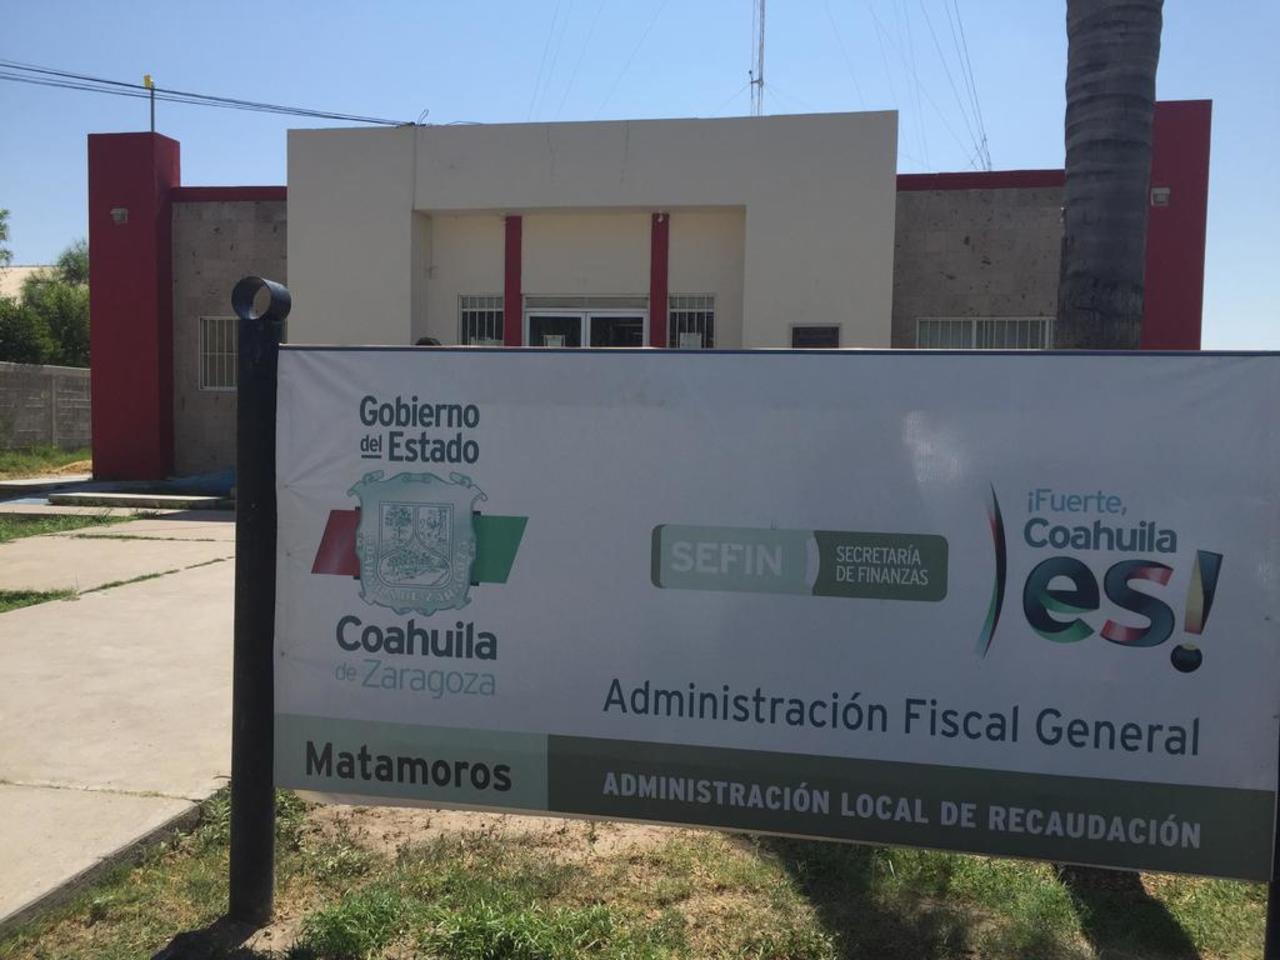 Gobierno
del Estado
Coahuila
de Zaragoza
SEFIN
SECRETARÍA
DE FINANZAS
¡Fuerte,
Coahuila
es!
Administración Fiscal General
Matamoros
ADMINISTRACIÓN LOCAL DE RECAUDACIÓN